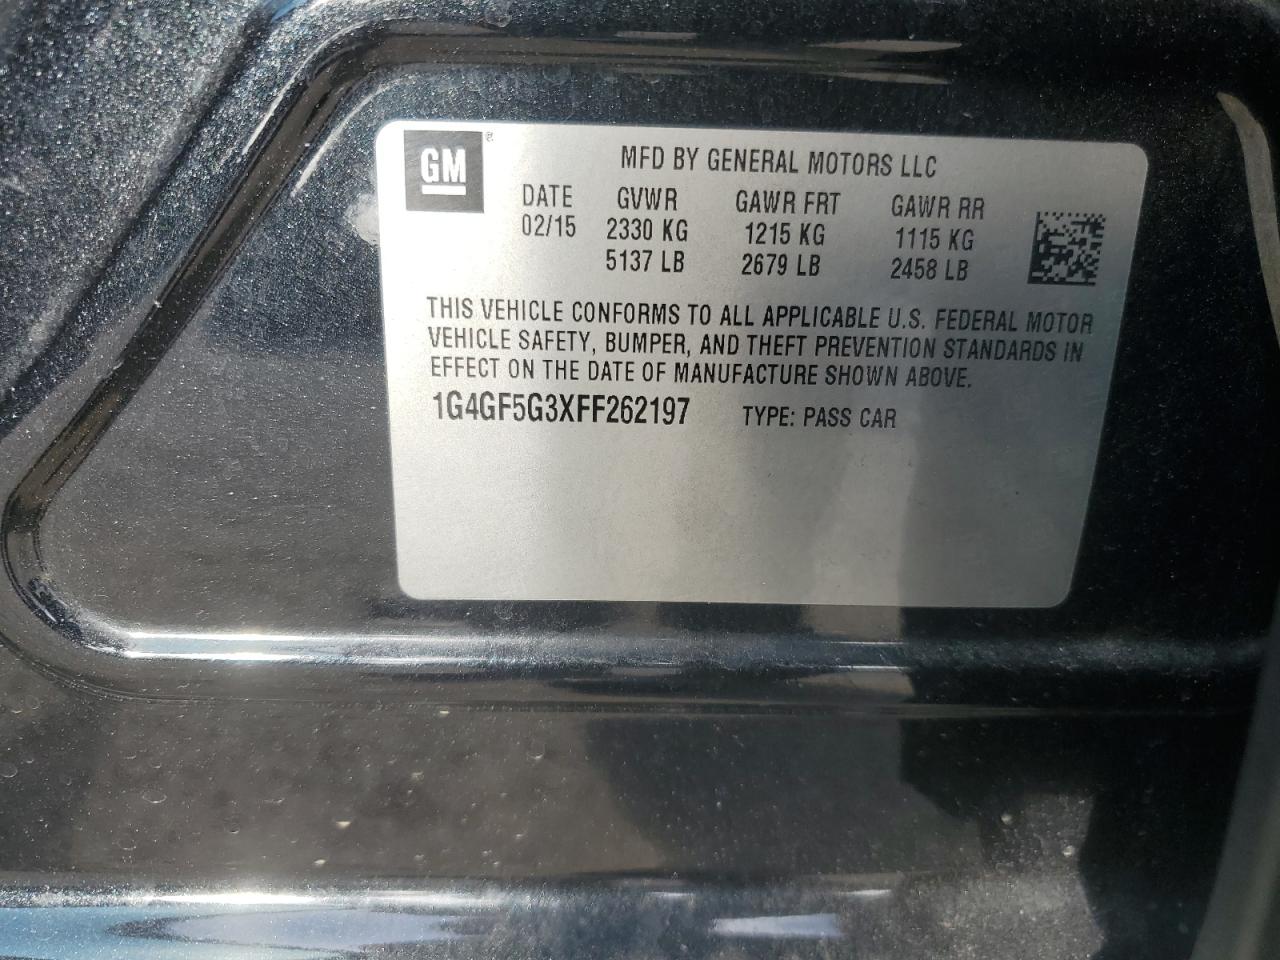 GM ®
MFD BY GENERAL MOTORS LLC
DATE GVWR GAWR FRT GAWR RR
02/15 2330 KG 1215 KG 1115 KG
5137 LB 2679 LB 2458 LB
THIS VEHICLE CONFORMS TO ALL APPLICABLE U.S. FEDERAL MOTOR
VEHICLE SAFETY, BUMPER, AND THEFT PREVENTION STANDARDS IN
EFFECT ON THE DATE OF MANUFACTURE SHOWN ABOVE.
1G4GF5G3XFF262197 TYPE: PASS CAR